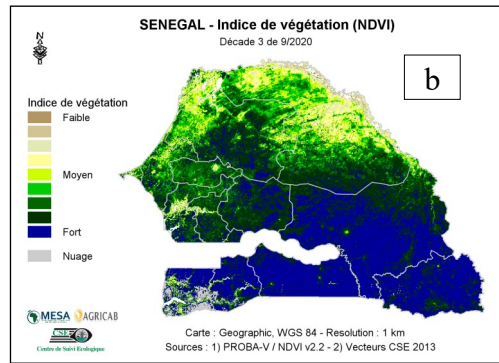 SENEGAL - Indice de végétation (NDVI)
Décade 3 de 9/2020
N
b
Indice de végétation
Faible
Moyen
Fort
Nuage
MESA AGRICAB
CSE
Centre de Suivi Ecologique
Carte : Geographic, WGS 84 - Resolution : 1 km
Sources : 1) PROBA-V / NDVI v2.2 - 2) Vecteurs CSE 2013